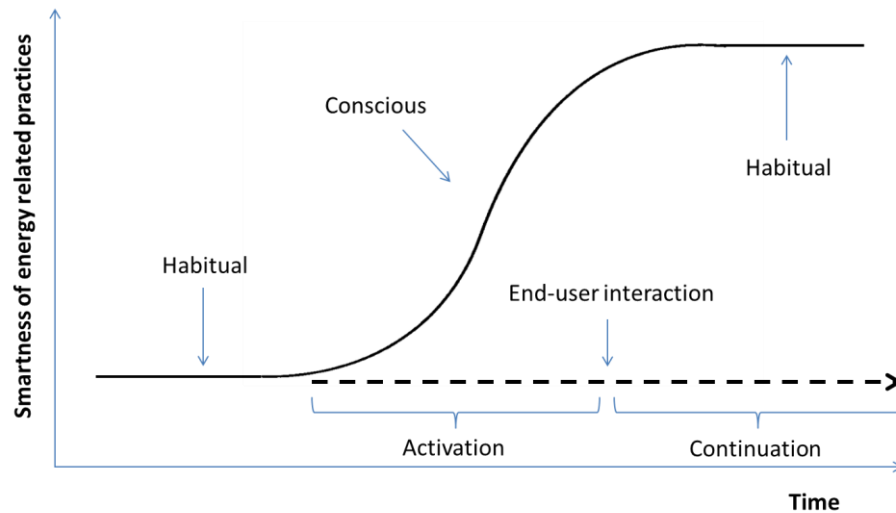 Smartness of energy related practices
Conscious
Habitual
Habitual
End-user interaction
Activation
Continuation
Time